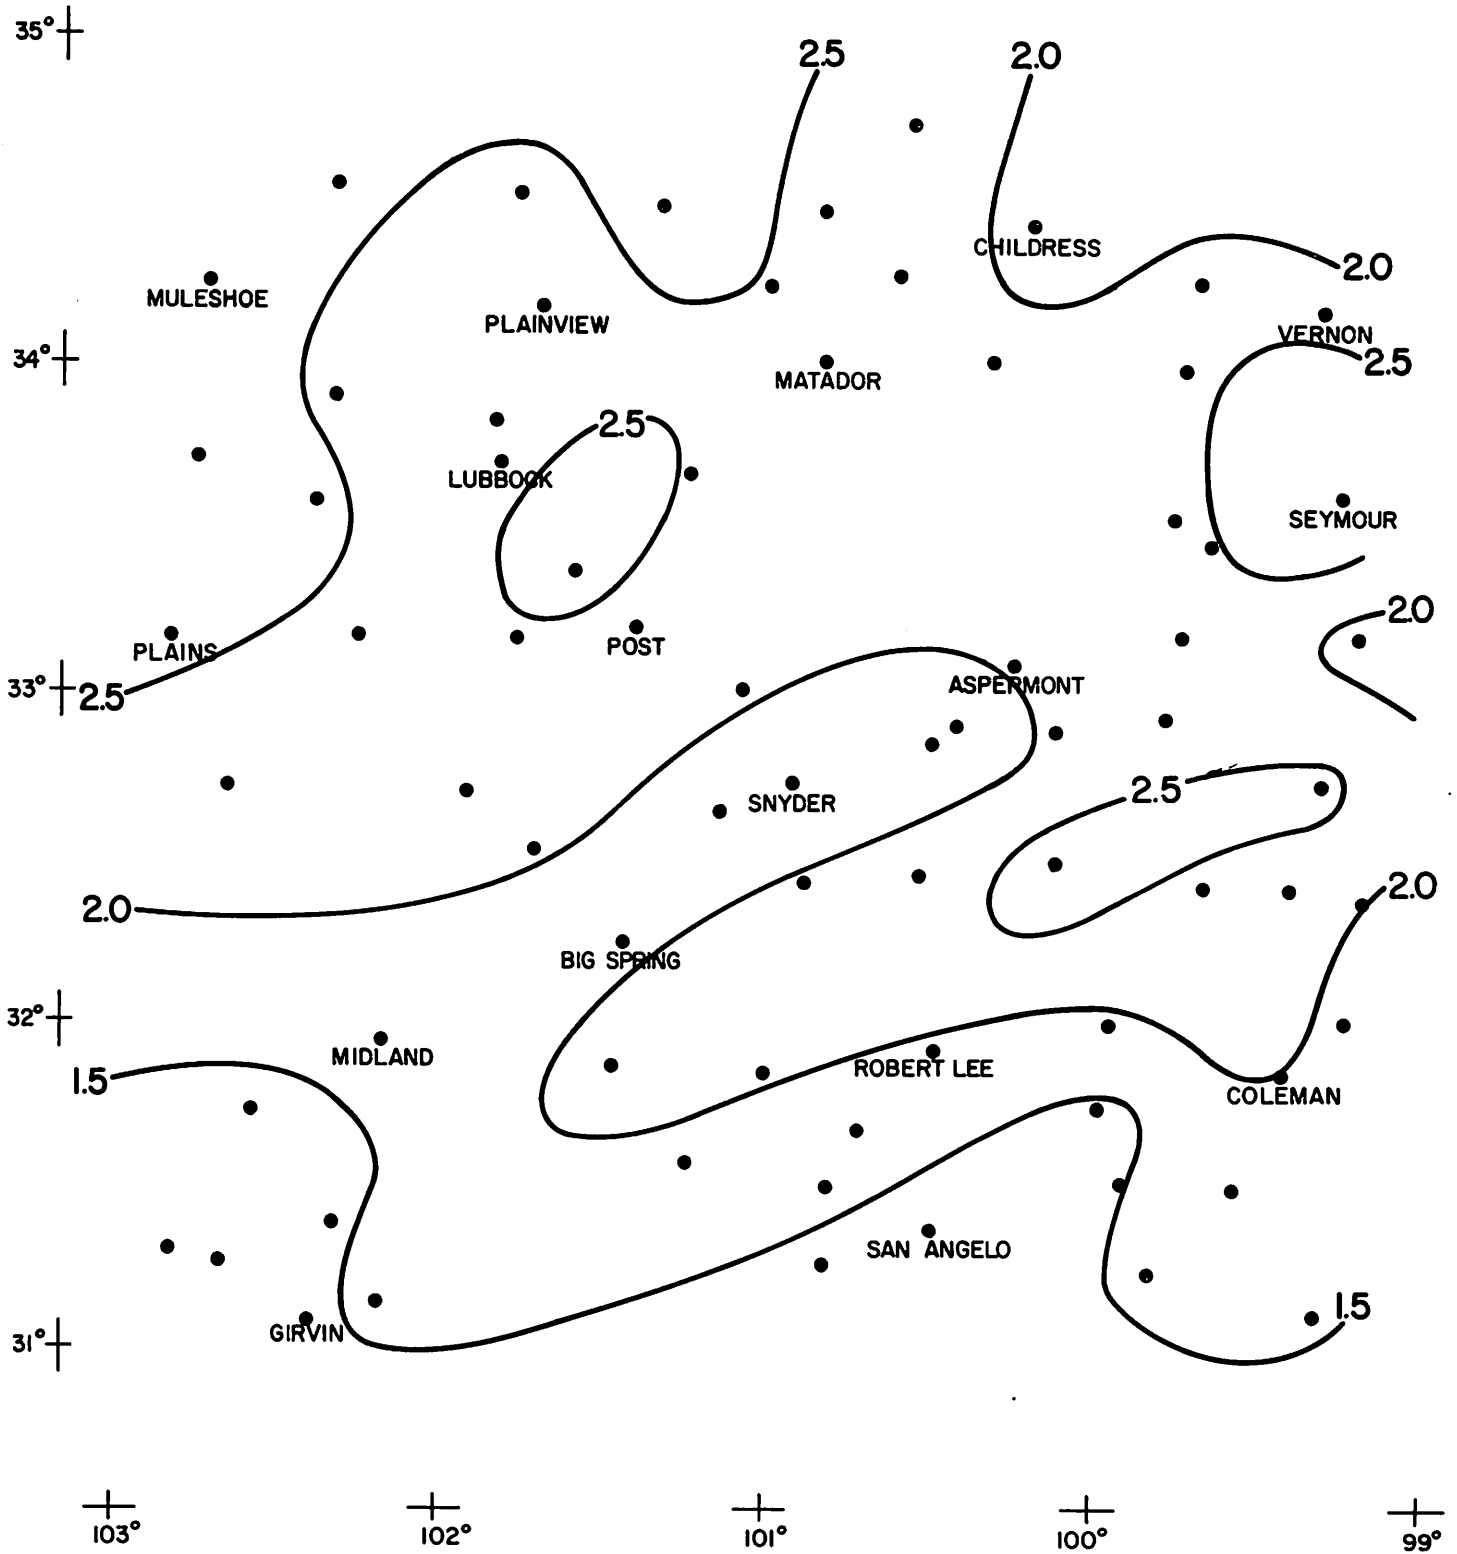 35°
2.5
2.0
CHILDRESS
2.0
MULESHOE
PLAINVIEW
VERNON
34°
2.5
MATADOR
2.5
LUBBOCK
SEYMOUR
2.0
POST
PLAINS
ASPERMONT
33°
2.5
2.5
SNYDER
2.0
2.0
BIG SPRING
32°
MIDLAND
ROBERT LEE
1.5
COLEMAN
SAN ANGELO
1.5
GIRVIN
31°
103°
102°
101°
100°
99°